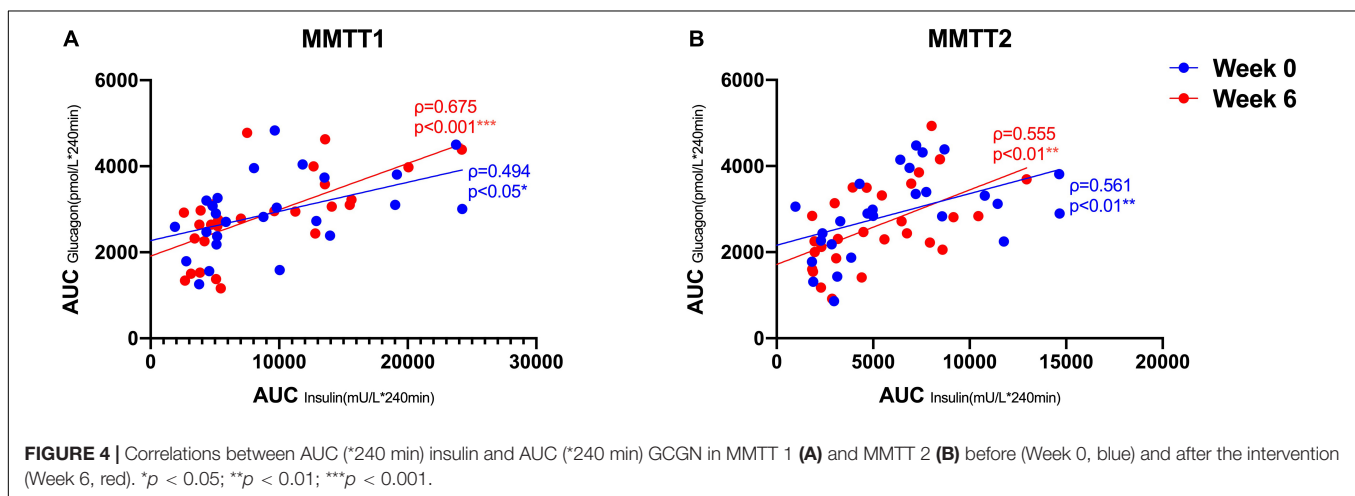 A
MMTT1
6000
4000
2000
0
AUC Glucagon(pmol/L*240min)
ρ=0.675
p<0.001***
ρ=0.494
p<0.05*
0
10000
20000
30000
AUC Insulin(mU/L*240min)
B
MMTT2
6000
4000
2000
0
AUC Glucagon(pmol/L*240min)
ρ=0.555
p<0.01**
ρ=0.561
p<0.01**
0
5000
10000
15000
20000
AUC Insulin(mU/L*240min)
Week 0
Week 6
FIGURE 4 | Correlations between AUC (*240 min) insulin and AUC (*240 min) GCGN in MMTT 1 (A) and MMTT 2 (B) before (Week 0, blue) and after the intervention
(Week 6, red). *p < 0.05; **p < 0.01; ***p < 0.001.